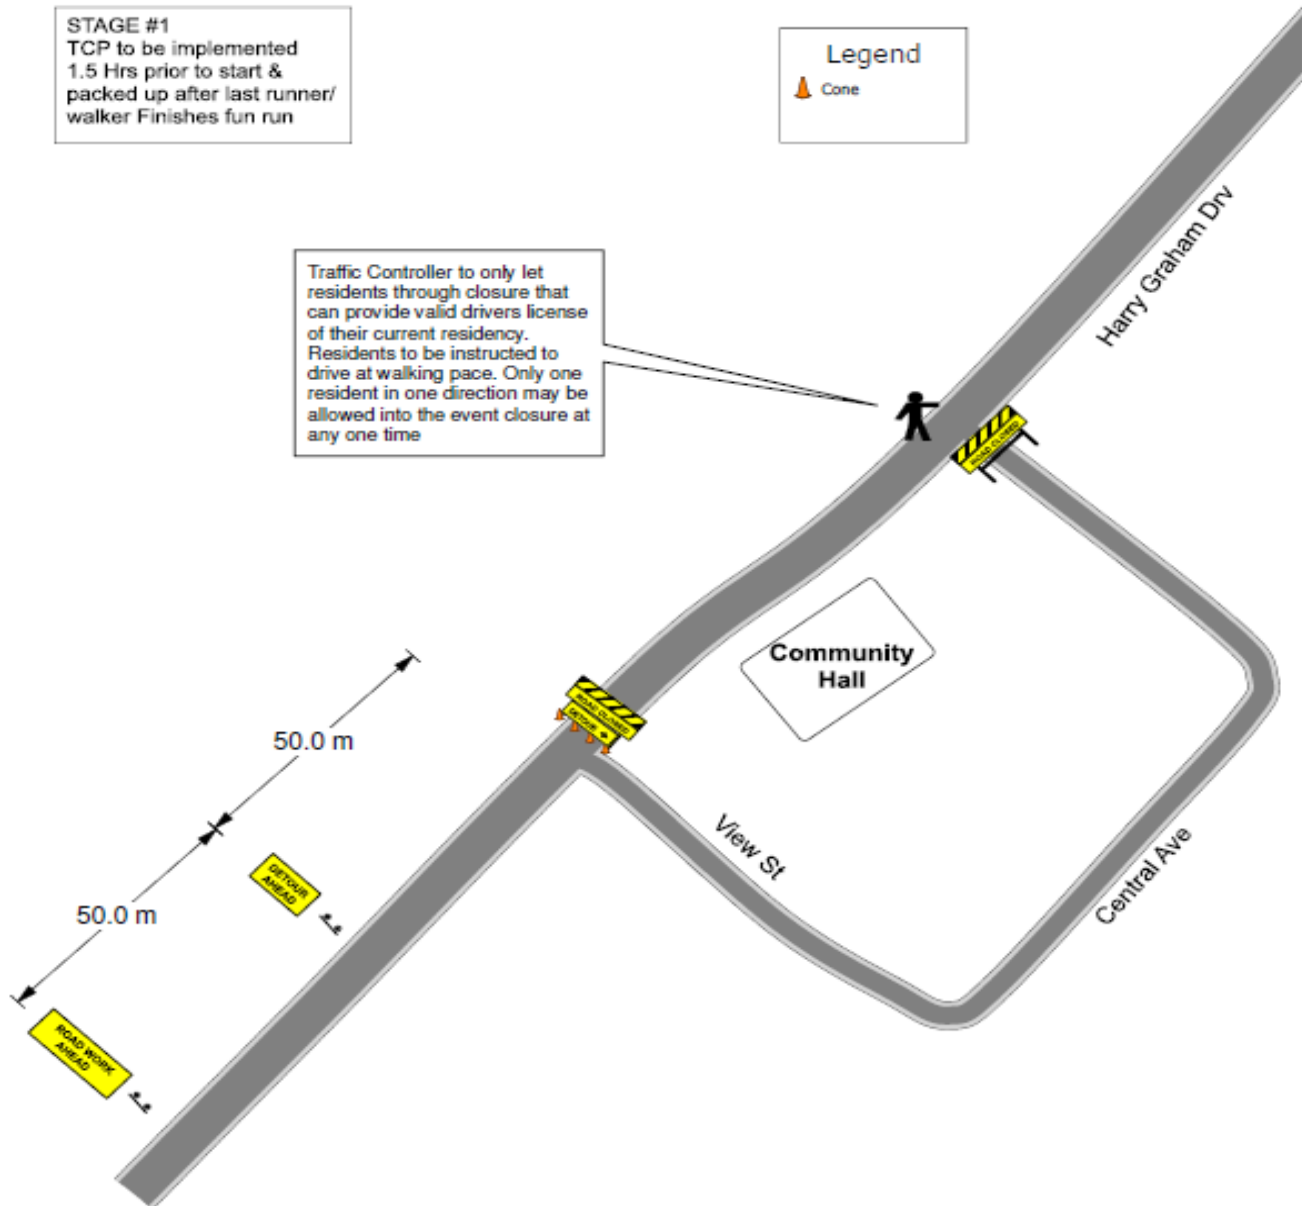 STAGE #1
TCP to be implemented
1.5 Hrs prior to start &
packed up after last runner/
walker Finishes fun run
Legend
Cone
Harry Graham Drv
Traffic Controller to only let
residents through closure that
can provide valid drivers license
of their current residency.
Residents to be instructed to
drive at walking pace. Only one
resident in one direction may be
allowed into the event closure at
any one time
ROAD CLOSED
Community
Hall
ROAD CLOSED
DETOUR
50.0 m
View St
Central Ave
DETOUR
AHEAD
50.0 m
ROAD WORK
AHEAD